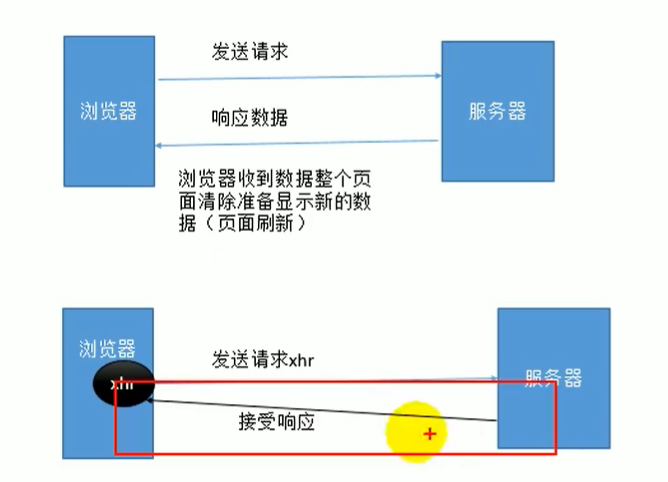 发送请求
浏览器
服务器
响应数据
浏览器收到数据整个页
面清除准备显示新的数
据（页面刷新）
浏览器
发送请求xhr
服务器
xhr
接受响应